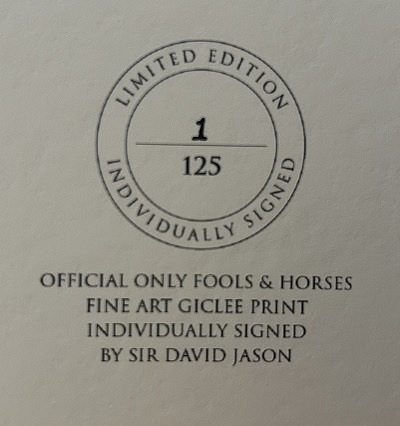 LIMITED EDITION
1
125
INDIVIDUALLY SIGNED
OFFICIAL ONLY FOOLS & HORSES
FINE ART GICLEE PRINT
INDIVIDUALLY SIGNED
BY SIR DAVID JASON